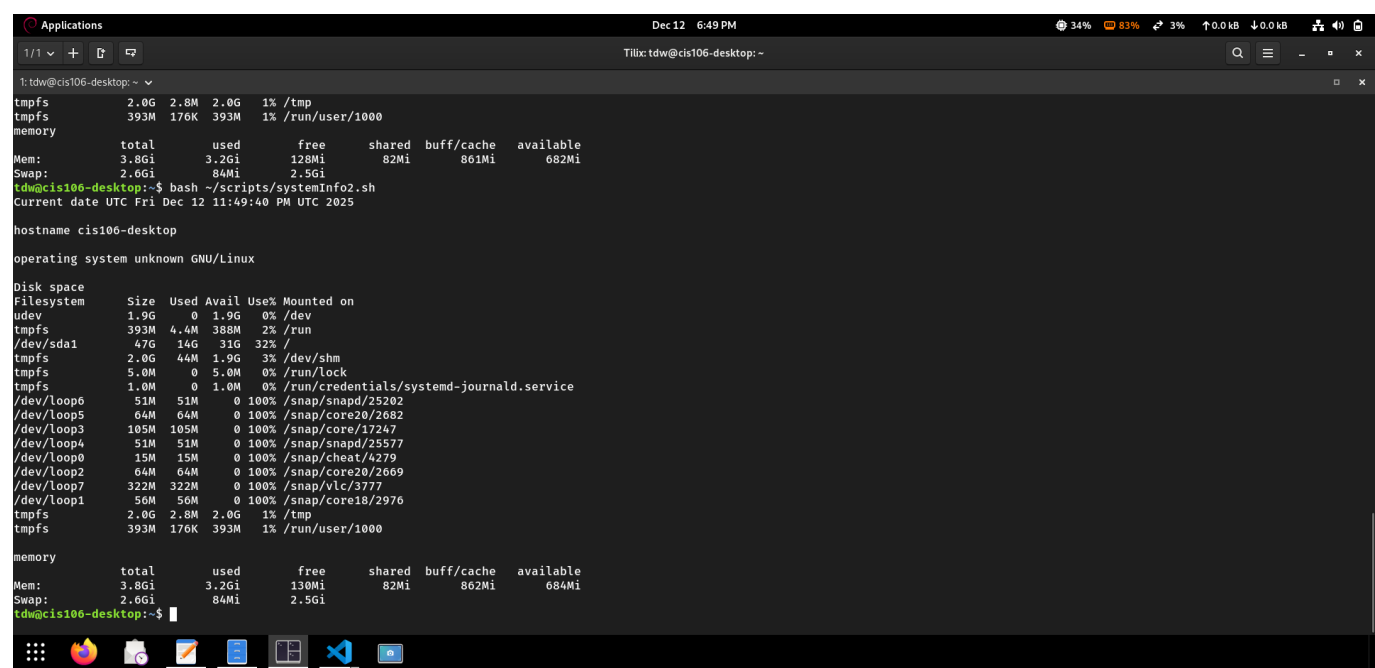 Applications
Dec 12 6:49 PM
34% 83% 3% ↑0.0 kB ↓0.0 kB
1/1
Tilix: tdw@cis106-desktop: ~
1: tdw@cis106-desktop: ~
tmpfs           2.0G  2.8M  2.0G   1% /tmp
tmpfs           393M  176K  393M   1% /run/user/1000
memory
               total        used        free      shared  buff/cache   available
Mem:           3.8Gi       3.2Gi       128Mi        82Mi       861Mi       682Mi
Swap:          2.6Gi        84Mi       2.5Gi
tdw@cis106-desktop:~$ bash ~/scripts/systemInfo2.sh
Current date UTC Fri Dec 12 11:49:40 PM UTC 2025
hostname cis106-desktop
operating system unknown GNU/Linux
Disk space
Filesystem      Size  Used Avail Use% Mounted on
udev            1.9G     0  1.9G   0% /dev
tmpfs           393M  4.4M  388M   2% /run
/dev/sda1        47G   14G   31G  32% /
tmpfs           2.0G   44M  1.9G   3% /dev/shm
tmpfs           5.0M     0  5.0M   0% /run/lock
tmpfs           1.0M     0  1.0M   0% /run/credentials/systemd-journald.service
/dev/loop6       51M   51M     0 100% /snap/snapd/25202
/dev/loop5       64M   64M     0 100% /snap/core20/2682
/dev/loop3      105M  105M     0 100% /snap/core/17247
/dev/loop4       51M   51M     0 100% /snap/snapd/25577
/dev/loop0       15M   15M     0 100% /snap/cheat/4279
/dev/loop2       64M   64M     0 100% /snap/core20/2669
/dev/loop7      322M  322M     0 100% /snap/vlc/3777
/dev/loop1       56M   56M     0 100% /snap/core18/2976
tmpfs           2.0G  2.8M  2.0G   1% /tmp
tmpfs           393M  176K  393M   1% /run/user/1000
memory
               total        used        free      shared  buff/cache   available
Mem:           3.8Gi       3.2Gi       130Mi        82Mi       862Mi       684Mi
Swap:          2.6Gi        84Mi       2.5Gi
tdw@cis106-desktop:~$